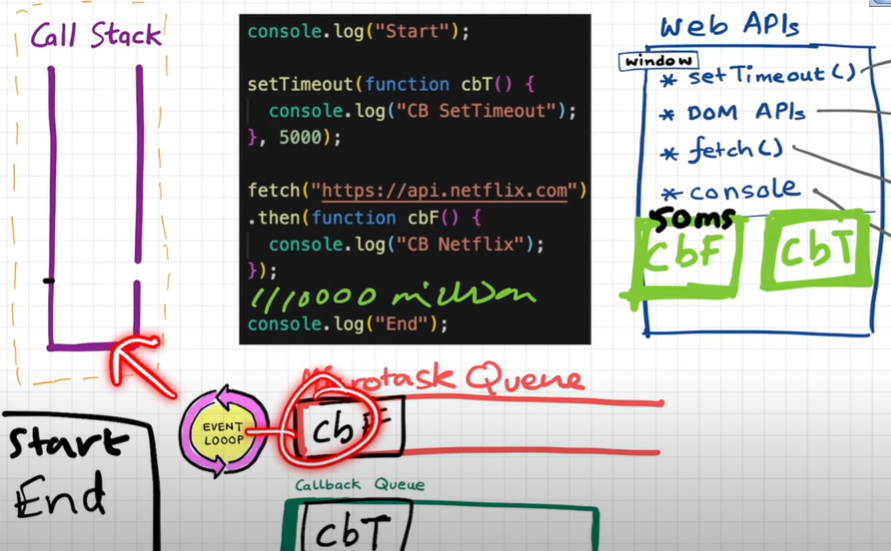 Call Stack
console.log("Start");
setTimeout(function cbT() {
console.log("CB SetTimeout");
}, 5000);
fetch("https://api.netflix.com")
.then(function cbF() {
console.log("CB Netflix");
});
1//10000 million
console.log("End");
Web APIs
window
* setTimeout()
* DOM APIs
* fetch()
* console
50ms
cbF
cbT
Microtask Queue
EVENT
LOOOP
cbF
Start
End
Callback Queue
cbT